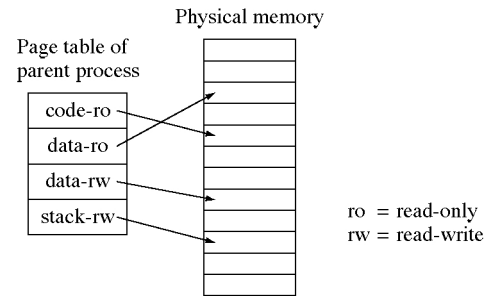 Physical memory
Page table of
parent process
code-ro
data-ro
data-rw
stack-rw
ro = read-only
rw = read-write